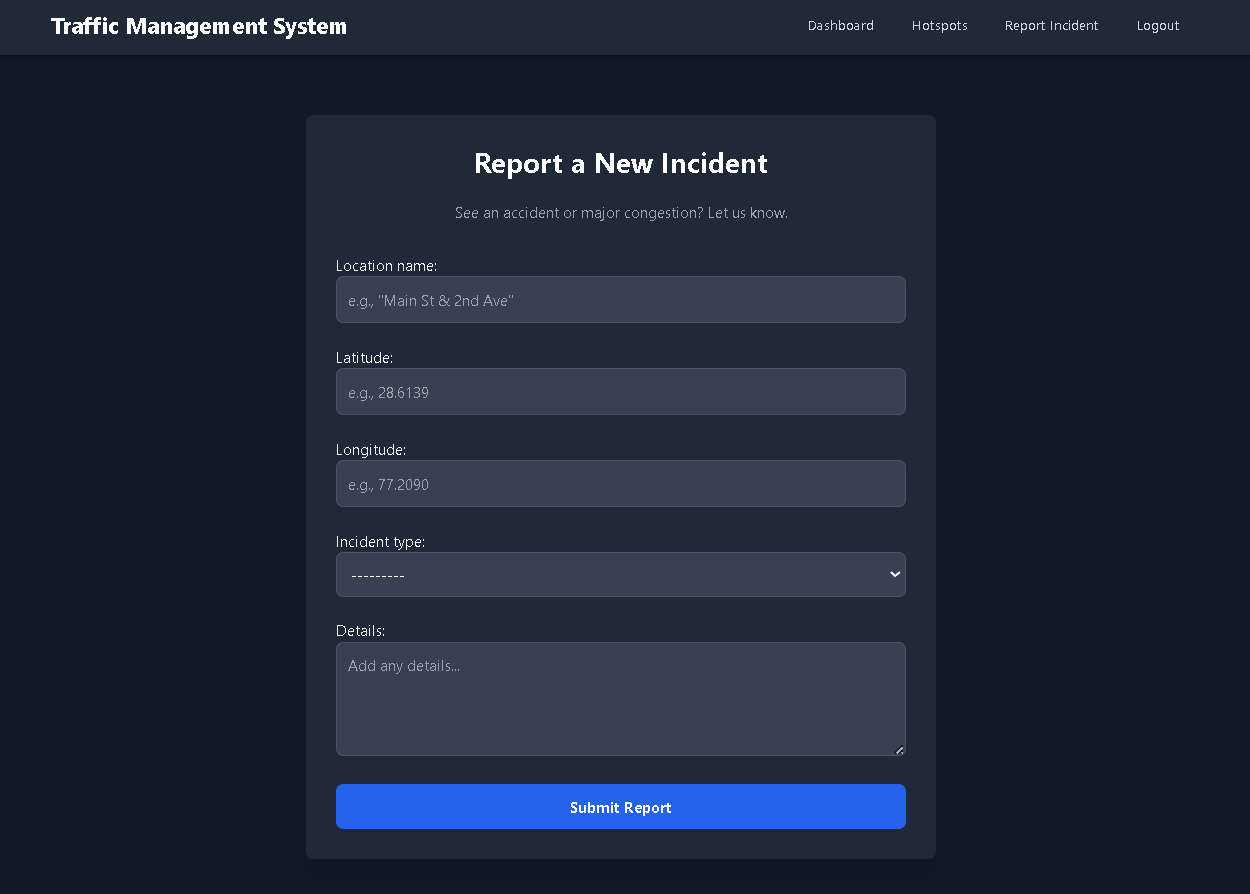 Traffic Management System
Dashboard Hotspots Report Incident Logout
Report a New Incident
See an accident or major congestion? Let us know.
Location name:
e.g., "Main St & 2nd Ave"
Latitude:
e.g., 28.6139
Longitude:
e.g., 77.2090
Incident type:
---------
Details:
Add any details...
Submit Report